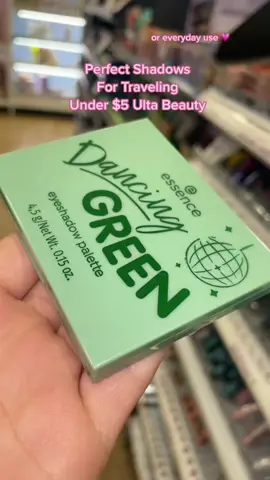 or everyday use 💗
Perfect Shadows
For Traveling
Under $5 Ulta Beauty
essence
Dancing
GREEN
eyeshadow palette
4,5 g/Net Wt. 0.15 oz.